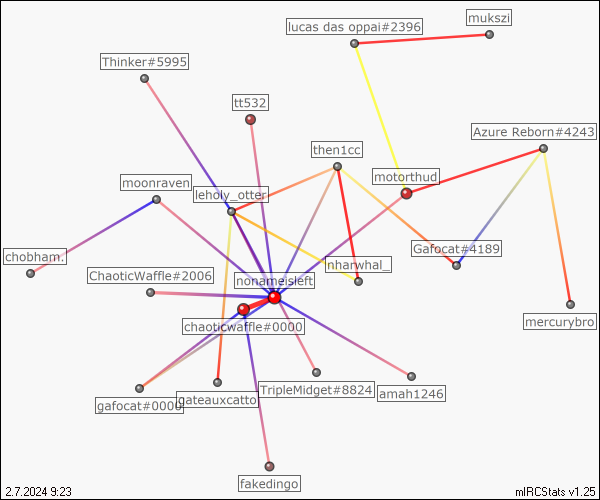 lucas das oppai#2396
mukszi
Thinker#5995
tt532
Azure Reborn#4243
then1cc
motorthud
moonraven
leholy_otter
chobham.
Gafocat#4189
nharwhal_
ChaoticWaffle#2006
nonameisleft
mercurybro
chaoticwaffle#0000
TripleMidget#8824
amah1246
gateauxcatto
gafocat#0000
fakedingo
2.7.2024 9:23
mIRCStats v1.25